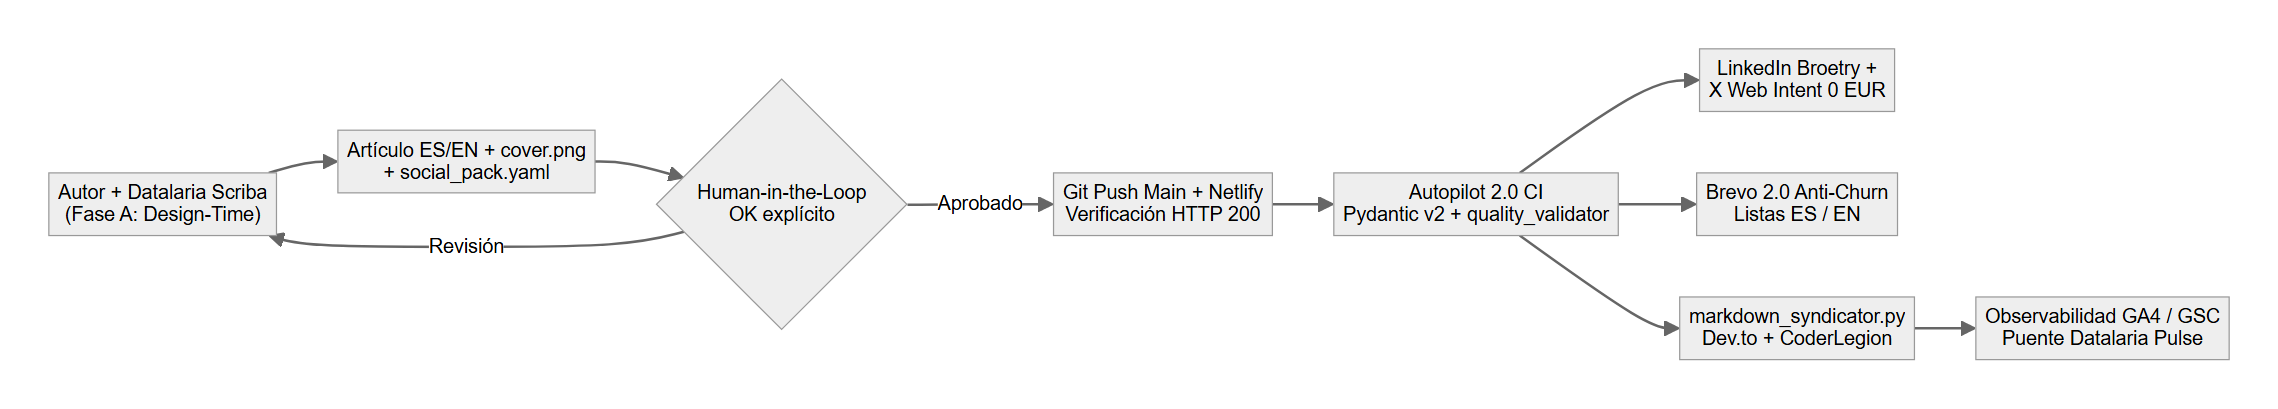 Autor + Datalaria Scriba
(Fase A: Design-Time)
Artículo ES/EN + cover.png
+ social_pack.yaml
Human-in-the-Loop
OK explícito
Revisión
Aprobado
Git Push Main + Netlify
Verificación HTTP 200
Autopilot 2.0 CI
Pydantic v2 + quality_validator
LinkedIn Broetry +
X Web Intent 0 EUR
Brevo 2.0 Anti-Churn
Listas ES / EN
markdown_syndicator.py
Dev.to + CoderLegion
Observabilidad GA4 / GSC
Puente Datalaria Pulse